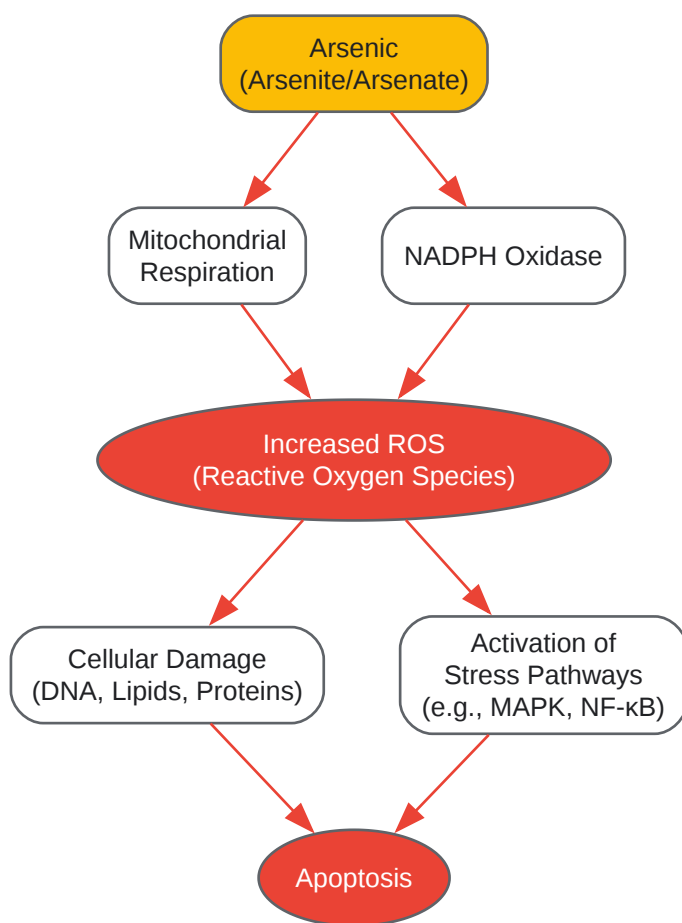 Arsenic
(Arsenite/Arsenate)
Mitochondrial
Respiration
NADPH Oxidase
Increased ROS
(Reactive Oxygen Species)
Cellular Damage
(DNA, Lipids, Proteins)
Activation of
Stress Pathways
(e.g., MAPK, NF-κB)
Apoptosis